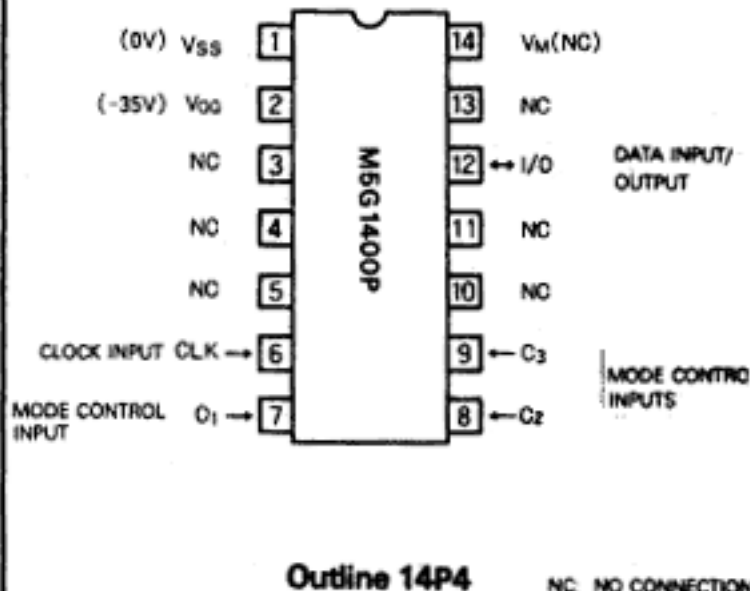 (0V) VSS 1 14 VM(NC)
(-35V) VGG 2 13 NC
NC 3 12 I/O DATA INPUT/
OUTPUT
M5G1400P
NC 4 11 NC
NC 5 10 NC
CLOCK INPUT CLK 6 9 C3
MODE CONTRO
INPUTS
MODE CONTROL
INPUT
C1 7 8 C2
Outline 14P4 NC NO CONNECTION